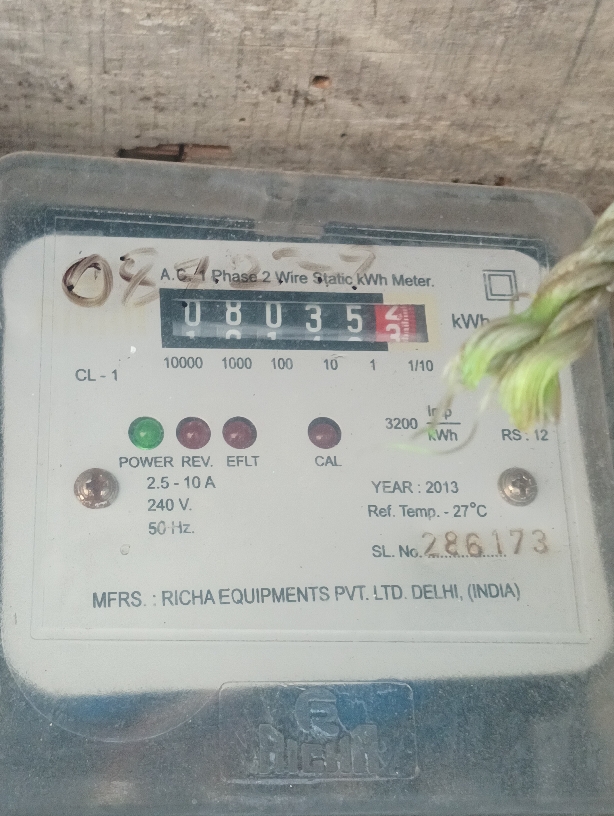 A.C. 1 Phase 2 Wire Static kWh Meter.
0 8 0 3 5 2 kWh
10000 1000 100 10 1 1/10
CL - 1
3200 Imp/kWh
RS : 12
POWER REV. EFLT CAL
2.5 - 10 A
240 V.
50 Hz.
YEAR : 2013
Ref. Temp. - 27°C
SL. No. 286173
MFRS. : RICHA EQUIPMENTS PVT. LTD. DELHI, (INDIA)
RICHA